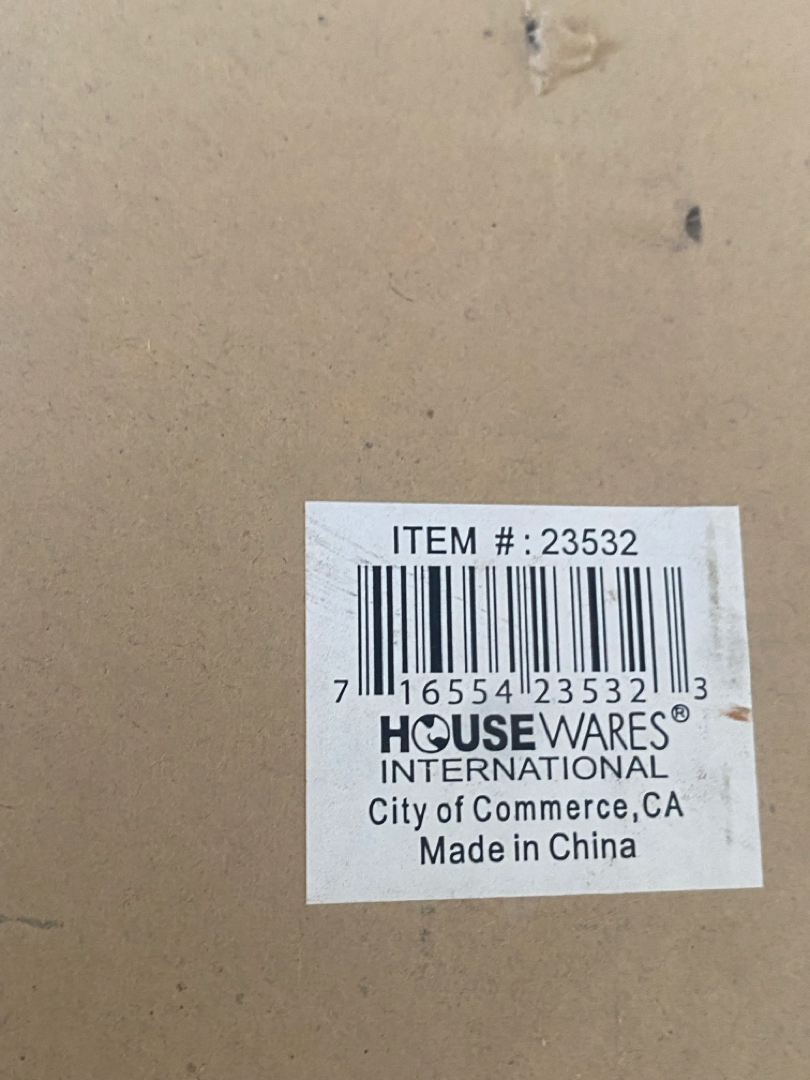 ITEM #: 23532
7 16554 23532 3
HOUSEWARES®
INTERNATIONAL
City of Commerce,CA
Made in China